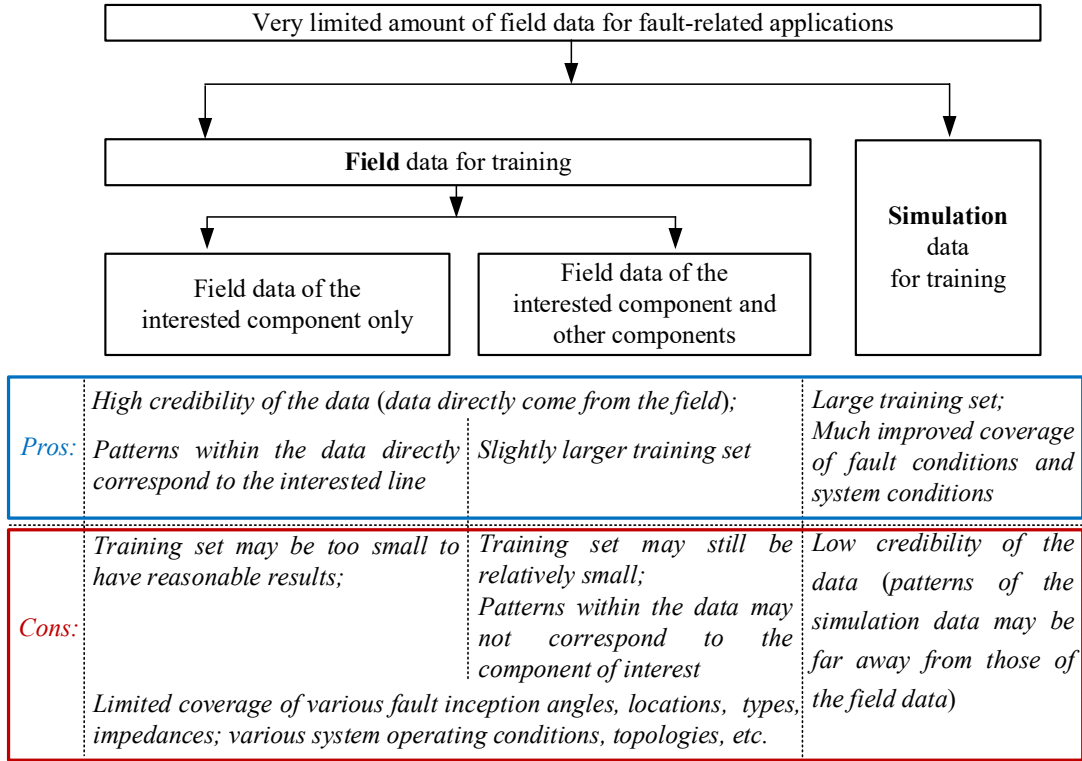 Very limited amount of field data for fault-related applications
Field data for training
Simulation
data
for training
Field data of the
interested component only
Field data of the
interested component and
other components
Pros:
High credibility of the data (data directly come from the field);
Patterns within the data directly
correspond to the interested line
Slightly larger training set
Large training set;
Much improved coverage
of fault conditions and
system conditions
Cons:
Training set may be too small to
have reasonable results;
Training set may still be
relatively small;
Patterns within the data may
not correspond to the
component of interest
Limited coverage of various fault inception angles, locations, types,
impedances; various system operating conditions, topologies, etc.
Low credibility of the
data (patterns of the
simulation data may be
far away from those of
the field data)